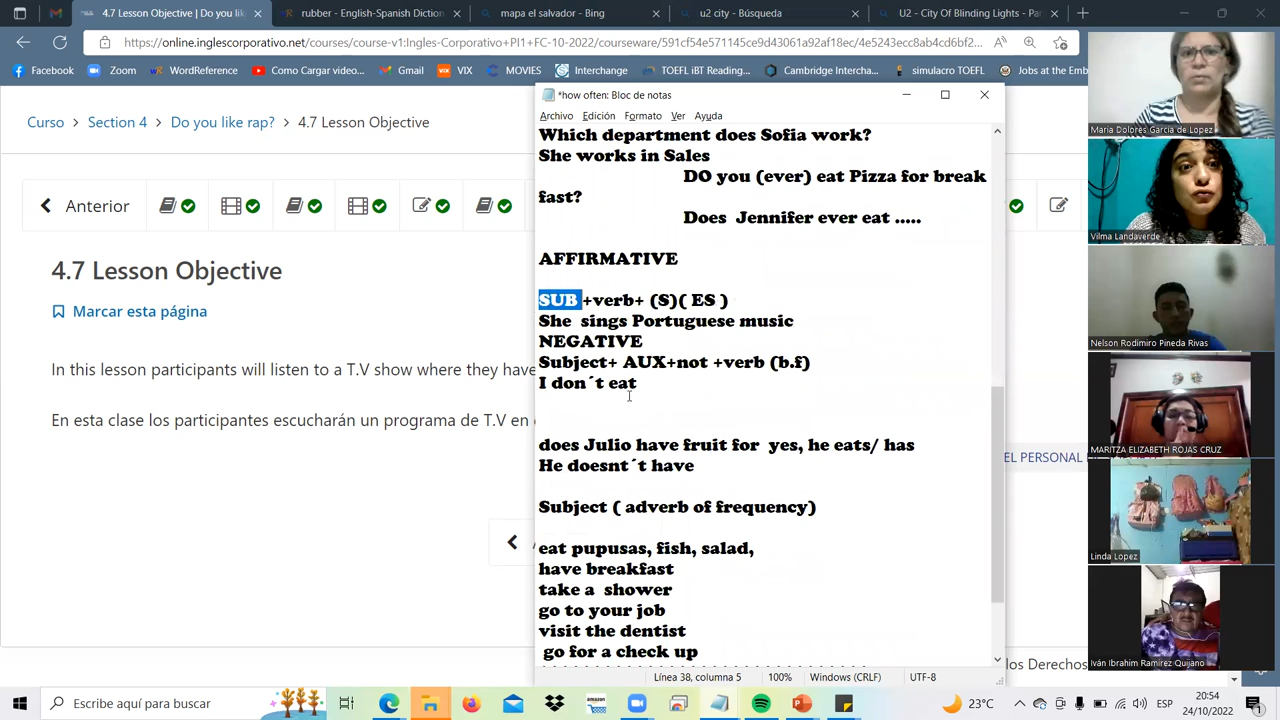 4.7 Lesson Objective | Do you like
rubber - English-Spanish Diction
mapa el salvador - Bing
u2 city - Búsqueda
U2 - City Of Blinding Lights - Par
https://online.inglescorporativo.net/courses/course-v1:Ingles-Corporativo+PI1+FC-10-2022/courseware/591cf54e571145ce9d43061a92af18ec/4e5243ecc8ab4cd6bf2...
Facebook
Zoom
WordReference
Como Cargar video...
Gmail
VIX
MOVIES
Interchange
TOEFL iBT Reading...
Cambridge Intercha...
simulacro TOEFL
Jobs at the Emb
Curso > Section 4 > Do you like rap? > 4.7 Lesson Objective
Anterior
4.7 Lesson Objective
Marcar esta página
In this lesson participants will listen to a T.V show where they have
En esta clase los participantes escucharán un programa de T.V en
EL PERSONAL
los Derechos
*how often: Bloc de notas
Archivo Edición Formato Ver Ayuda
Which department does Sofia work?
She works in Sales
DO you (ever) eat Pizza for break
fast?
Does Jennifer ever eat .....
AFFIRMATIVE
SUB +verb+ (S)( ES )
She sings Portuguese music
NEGATIVE
Subject+ AUX+not +verb (b.f)
I don´t eat
does Julio have fruit for yes, he eats/ has
He doesnt´t have
Subject ( adverb of frequency)
eat pupusas, fish, salad,
have breakfast
take a shower
go to your job
visit the dentist
go for a check up
Línea 38, columna 5 100% Windows (CRLF) UTF-8
Maria Dolores Garcia de Lopez
Vilma Landaverde
Nelson Rodimiro Pineda Rivas
MARITZA ELIZABETH ROJAS CRUZ
Linda Lopez
Iván Ibrahim Ramirez Quijano
Escribe aquí para buscar
23°C
ESP
20:54
24/10/2022